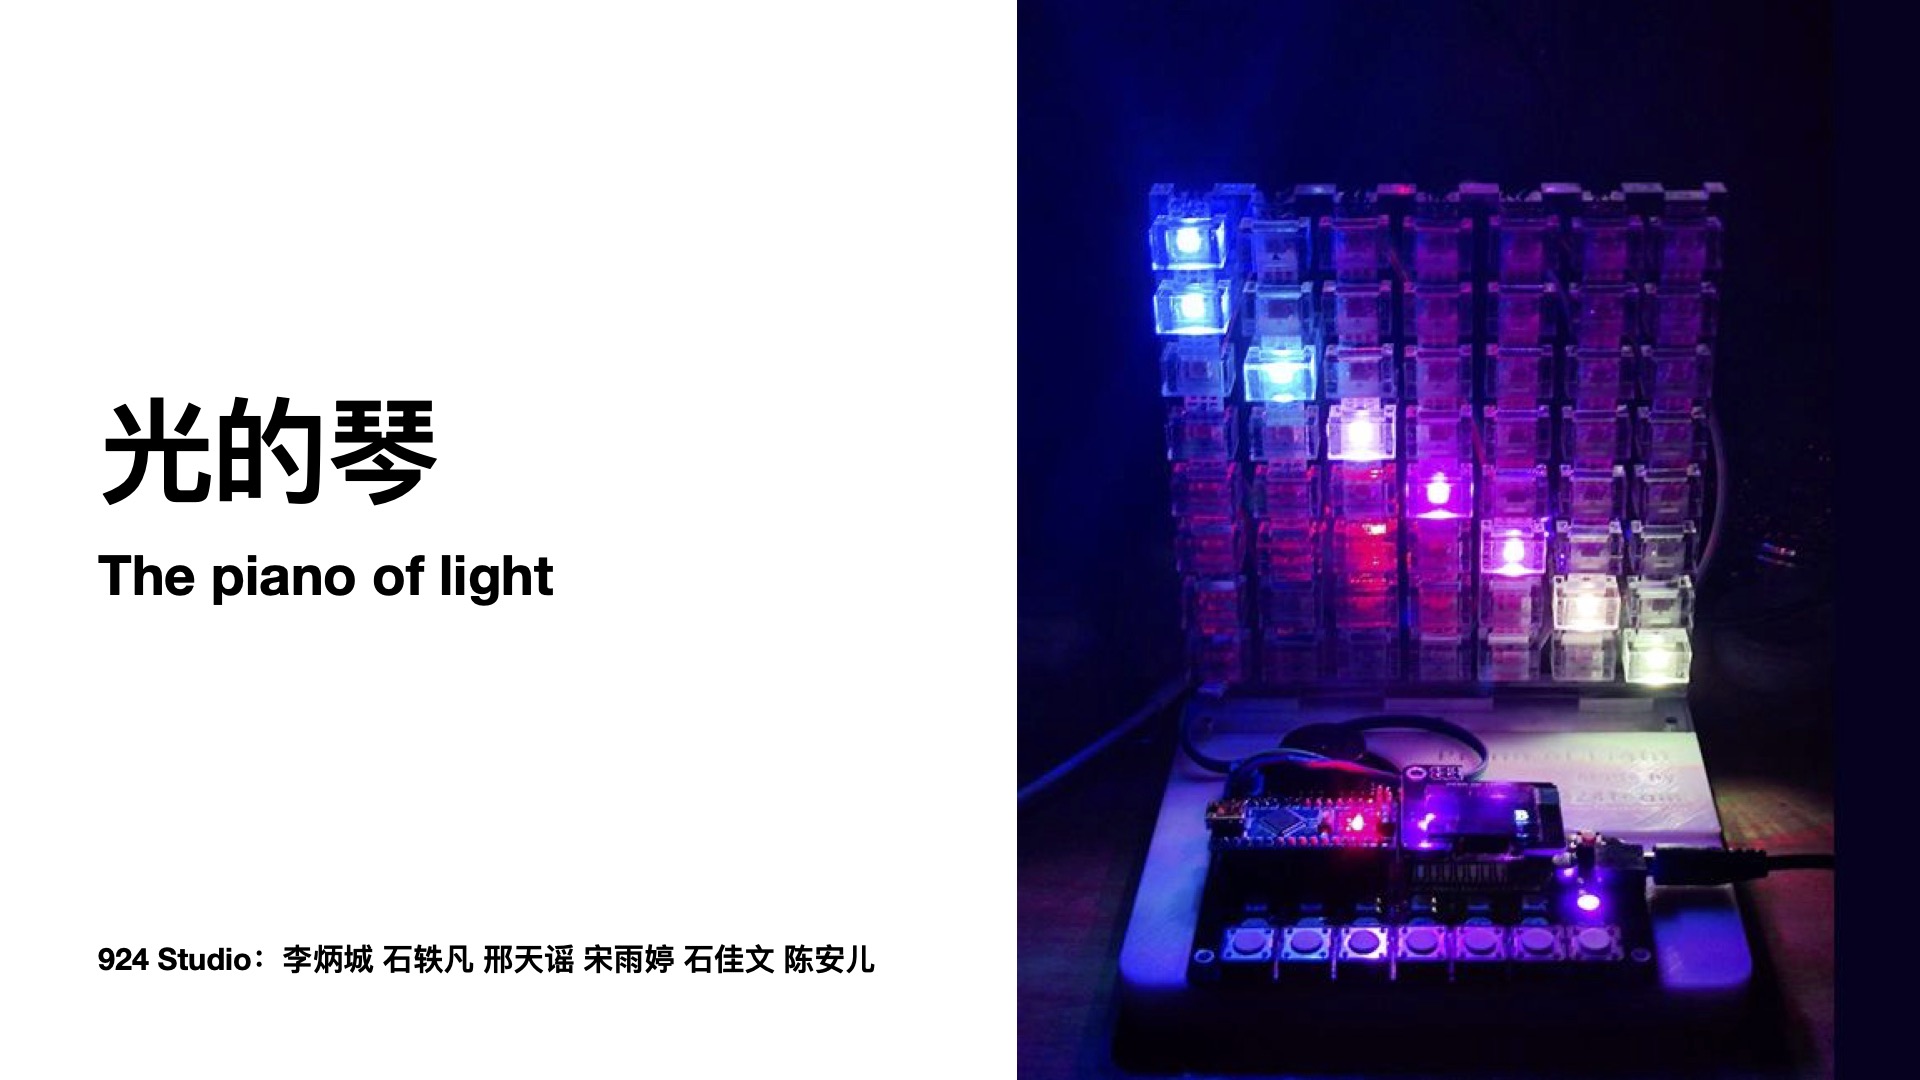 光的琴
The piano of light
924 Studio：李炳城 石轶凡 邢天谣 宋雨婷 石佳文 陈安儿